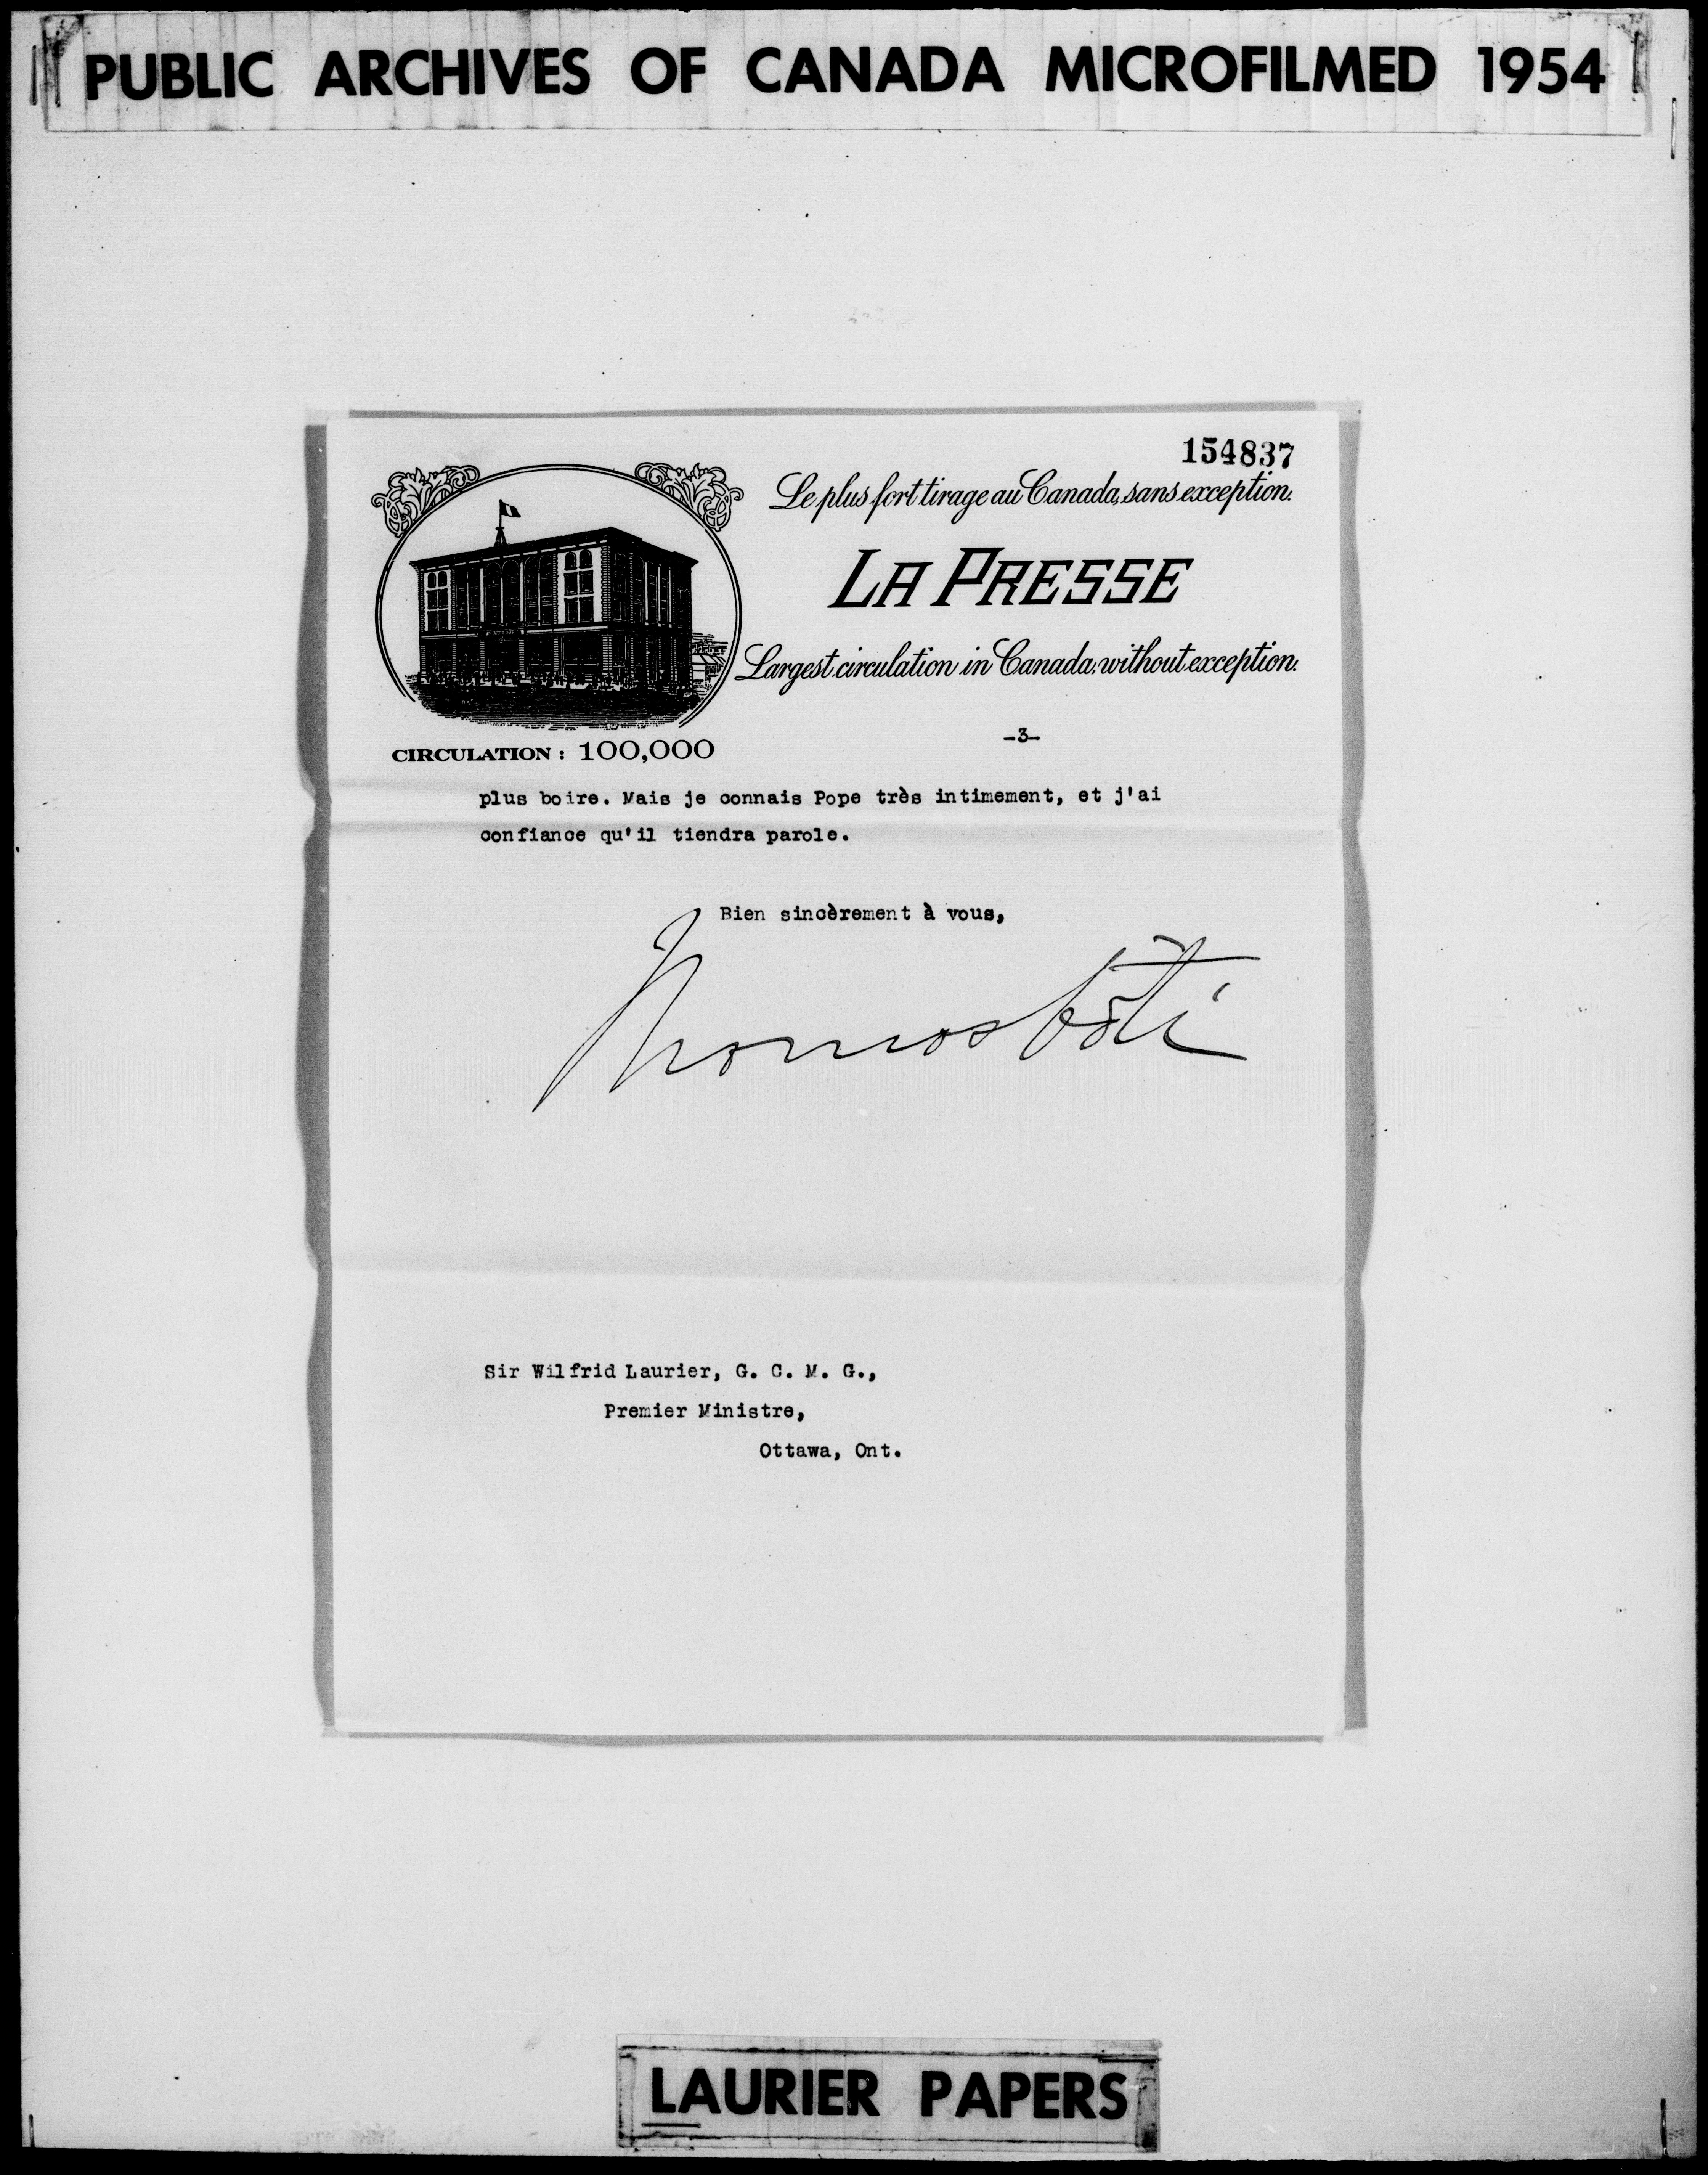 PUBLIC ARCHIVES OF CANADA MICROFILMED 1954
154837
Le plus fort tirage au Canada, sans exception.
LA PRESSE
Largest circulation in Canada, without exception.
CIRCULATION : 100,000
-3-
plus boire. Mais je connais Pope très intimement, et j'ai
confiance qu'il tiendra parole.
Bien sincèrement à vous,
Thomas Côté
Sir Wilfrid Laurier, G. C. M. G.,
Premier Ministre,
Ottawa, Ont.
LAURIER PAPERS